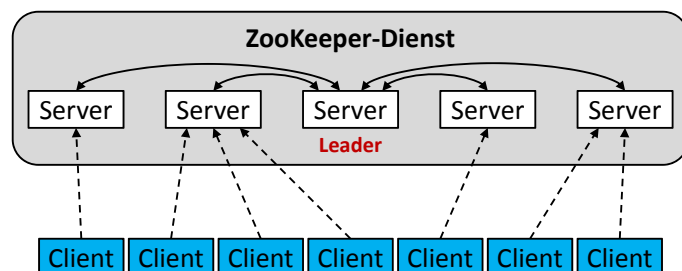 ZooKeeper-Dienst
Server Server Server Server Server
Leader
Client Client Client Client Client Client Client